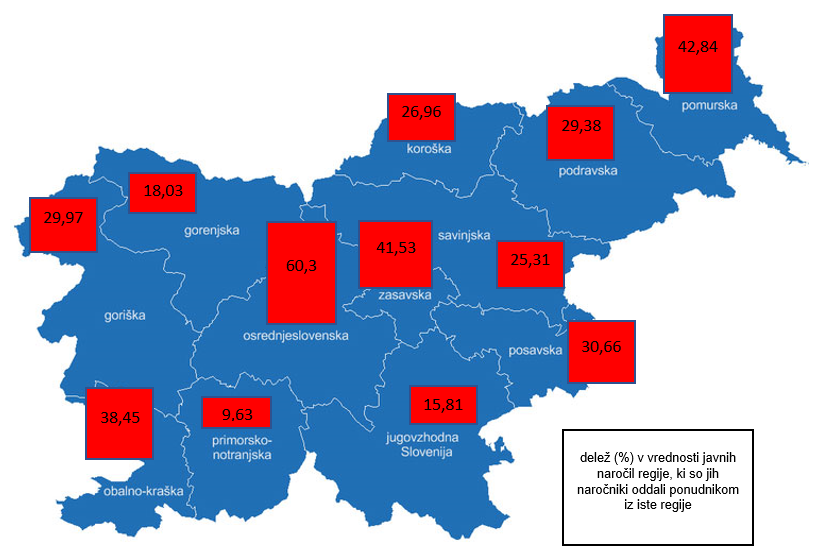 42,84
pomurska
26,96
koroška
29,38
podravska
18,03
29,97
gorenjska
savinjska
41,53
25,31
60,3
zasavska
goriška
osrednjeslovenska
posavska
30,66
38,45
9,63
15,81
primorsko-
notranjska
jugovzhodna
Slovenija
obalno-kraška
delež (%) v vrednosti javnih
naročil regije, ki so jih
naročniki oddali ponudnikom
iz iste regije